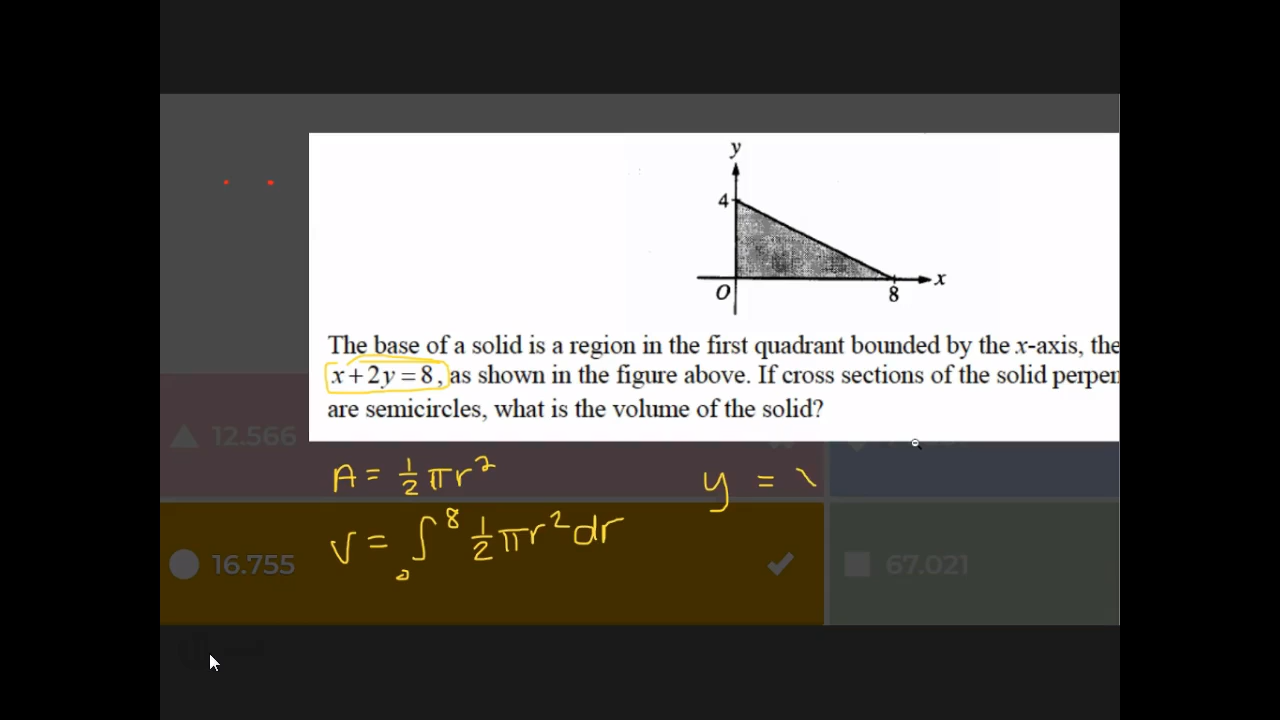 y
4
O
8
x
The base of a solid is a region in the first quadrant bounded by the x-axis, the
x+2y=8, as shown in the figure above. If cross sections of the solid perpen
are semicircles, what is the volume of the solid?
12.566
A = 1/2 πr²
y =
V = ∫₀⁸ 1/2 πr² dr
16.755
67.021